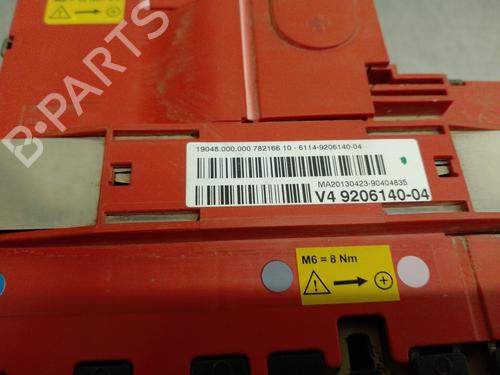 19048.000.000 782166 10 - 6114-9206140-04
MA20130423-90404835
V4 9206140-04
M6 = 8 Nm
B-PARTS